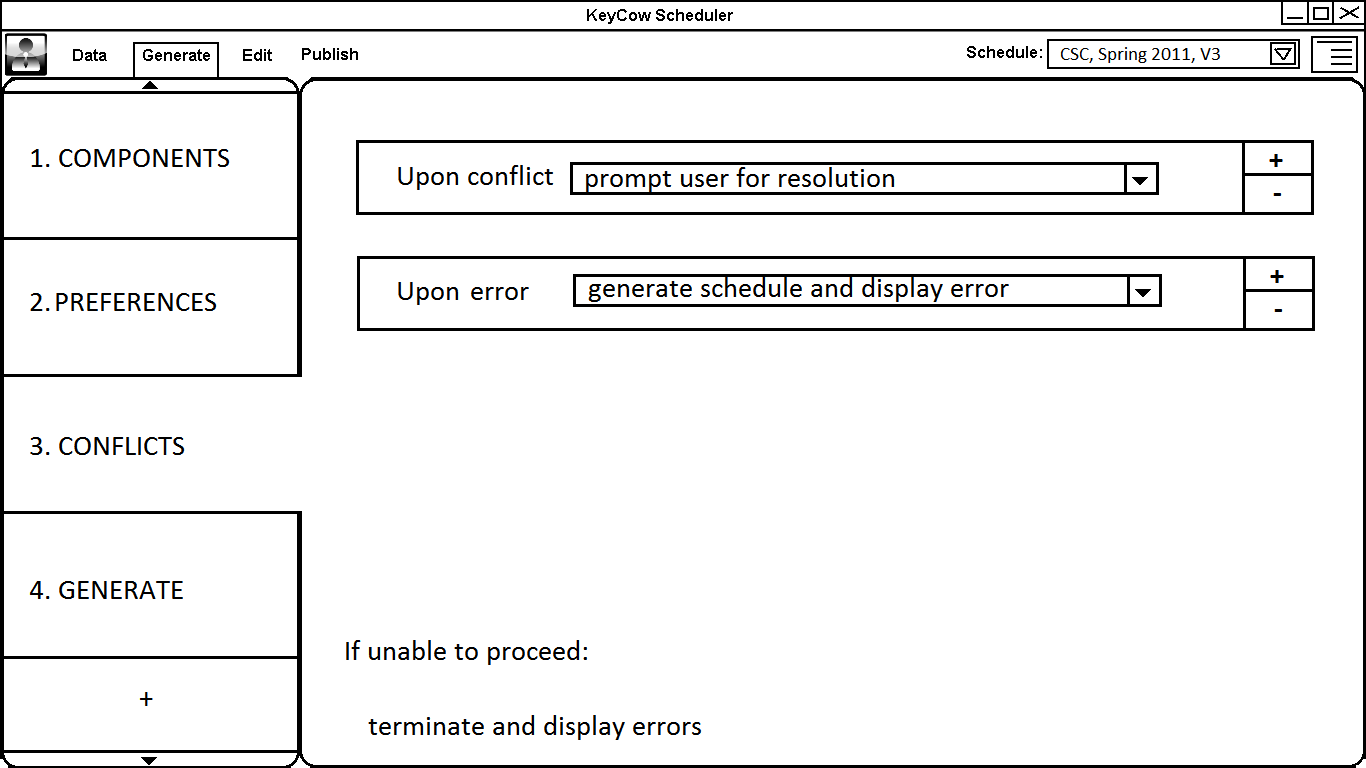 KeyCow Scheduler
Data Generate Edit Publish Schedule: CSC, Spring 2011, V3
1. COMPONENTS
2. PREFERENCES
3. CONFLICTS
4. GENERATE
+
Upon conflict prompt user for resolution + -
Upon error generate schedule and display error + -
If unable to proceed:
terminate and display errors